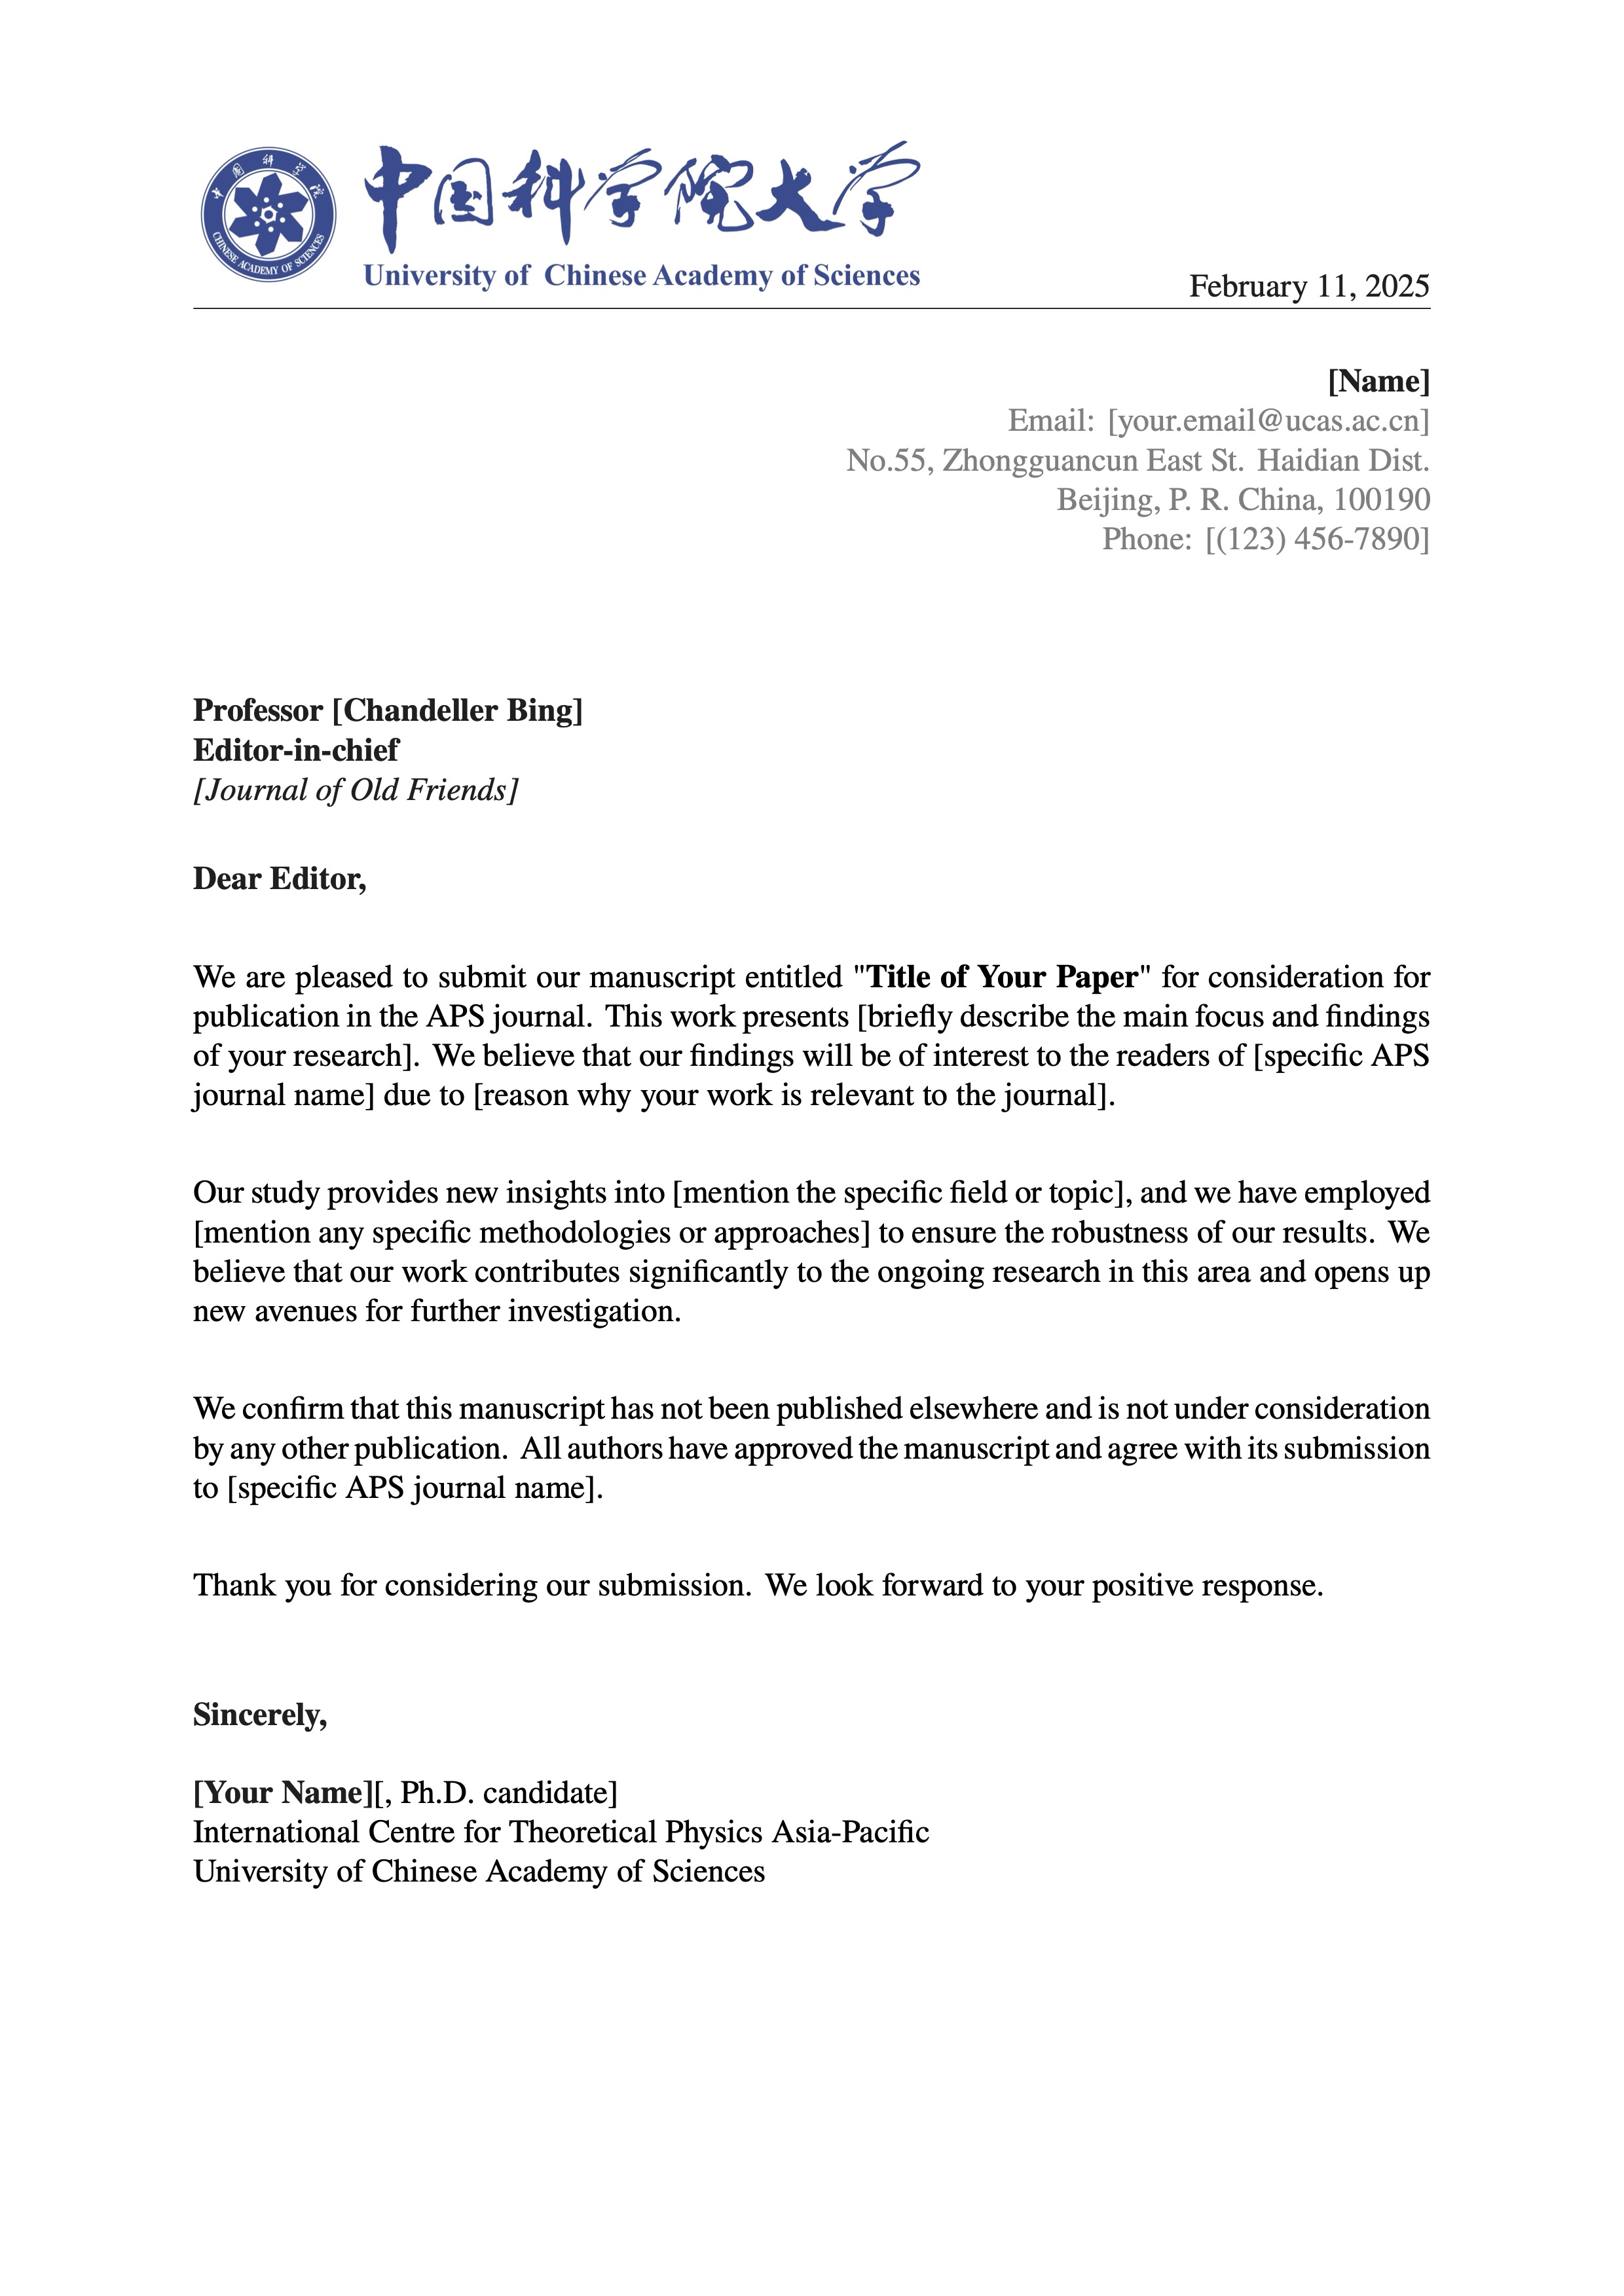 中国科学院
CHINESE ACADEMY OF SCIENCES
中国科学院大学
University of Chinese Academy of Sciences
February 11, 2025
[Name]
Email: [your.email@ucas.ac.cn]
No.55, Zhongguancun East St. Haidian Dist.
Beijing, P. R. China, 100190
Phone: [(123) 456-7890]
Professor [Chandeller Bing]
Editor-in-chief
[Journal of Old Friends]
Dear Editor,
We are pleased to submit our manuscript entitled "Title of Your Paper" for consideration for
publication in the APS journal. This work presents [briefly describe the main focus and findings
of your research]. We believe that our findings will be of interest to the readers of [specific APS
journal name] due to [reason why your work is relevant to the journal].
Our study provides new insights into [mention the specific field or topic], and we have employed
[mention any specific methodologies or approaches] to ensure the robustness of our results. We
believe that our work contributes significantly to the ongoing research in this area and opens up
new avenues for further investigation.
We confirm that this manuscript has not been published elsewhere and is not under consideration
by any other publication. All authors have approved the manuscript and agree with its submission
to [specific APS journal name].
Thank you for considering our submission. We look forward to your positive response.
Sincerely,
[Your Name][, Ph.D. candidate]
International Centre for Theoretical Physics Asia-Pacific
University of Chinese Academy of Sciences